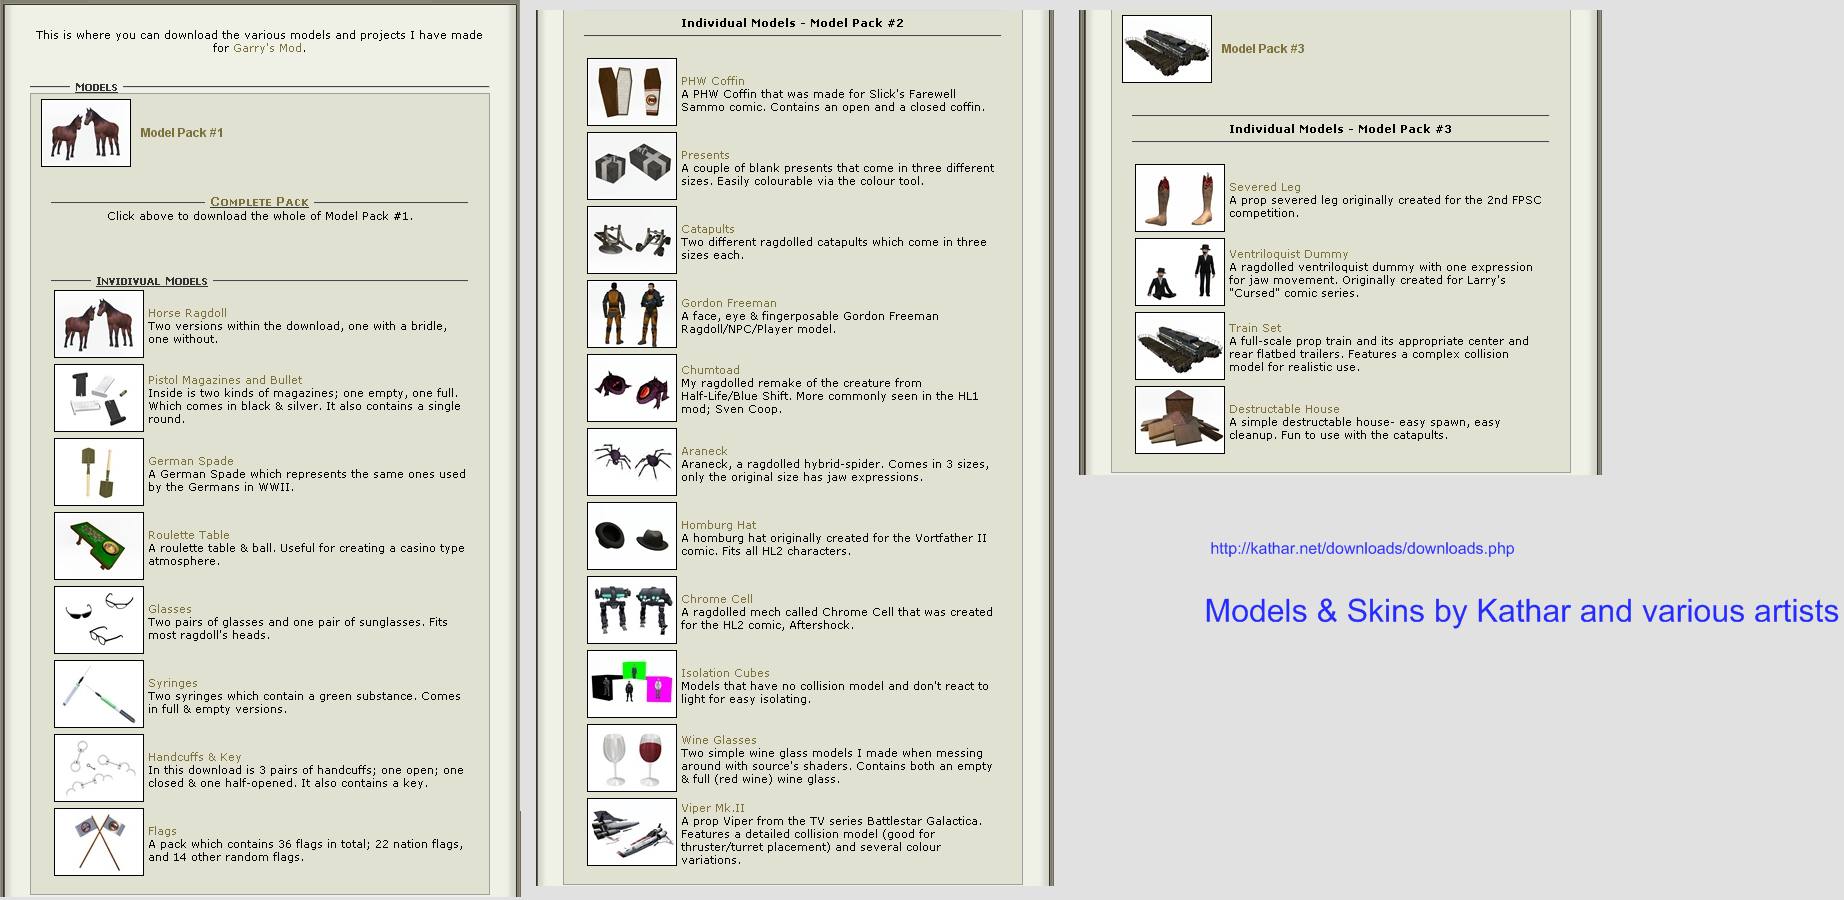 This is where you can download the various models and projects I have made
for Garry's Mod.
Models
Model Pack #1
Complete Pack
Click above to download the whole of Model Pack #1.
Invidivual Models
Horse Ragdoll
Two versions within the download, one with a bridle,
one without.
Pistol Magazines and Bullet
Inside is two kinds of magazines; one empty, one full.
Which comes in black & silver. It also contains a single
round.
German Spade
A German Spade which represents the same ones used
by the Germans in WWII.
Roulette Table
A roulette table & ball. Useful for creating a casino type
atmosphere.
Glasses
Two pairs of glasses and one pair of sunglasses. Fits
most ragdoll's heads.
Syringes
Two syringes which contain a green substance. Comes
in full & empty versions.
Handcuffs & Key
In this download is 3 pairs of handcuffs; one open; one
closed & one half-opened. It also contains a key.
Flags
A pack which contains 36 flags in total; 22 nation flags,
and 14 other random flags.
Individual Models - Model Pack #2
PHW Coffin
A PHW Coffin that was made for Slick's Farewell
Sammo comic. Contains an open and a closed coffin.
Presents
A couple of blank presents that come in three different
sizes. Easily colourable via the colour tool.
Catapults
Two different ragdolled catapults which come in three
sizes each.
Gordon Freeman
A face, eye & fingerposable Gordon Freeman
Ragdoll/NPC/Player model.
Chumtoad
My ragdolled remake of the creature from
Half-Life/Blue Shift. More commonly seen in the HL1
mod; Sven Coop.
Araneck
Araneck, a ragdolled hybrid-spider. Comes in 3 sizes,
only the original size has jaw expressions.
Homburg Hat
A homburg hat originally created for the Vortfather II
comic. Fits all HL2 characters.
Chrome Cell
A ragdolled mech called Chrome Cell that was created
for the HL2 comic, Aftershock.
Isolation Cubes
Models that have no collision model and don't react to
light for easy isolating.
Wine Glasses
Two simple wine glass models I made when messing
around with source's shaders. Contains both an empty
& full (red wine) wine glass.
Viper Mk.II
A prop Viper from the TV series Battlestar Galactica.
Features a detailed collision model (good for
thruster/turret placement) and several colour
variations.
Model Pack #3
Individual Models - Model Pack #3
Severed Leg
A prop severed leg originally created for the 2nd FPSC
competition.
Ventriloquist Dummy
A ragdolled ventriloquist dummy with one expression
for jaw movement. Originally created for Larry's
"Cursed" comic series.
Train Set
A full-scale prop train and its appropriate center and
rear flatbed trailers. Features a complex collision
model for realistic use.
Destructable House
A simple destructable house- easy spawn, easy
cleanup. Fun to use with the catapults.
http://kathar.net/downloads/downloads.php
Models & Skins by Kathar and various artists